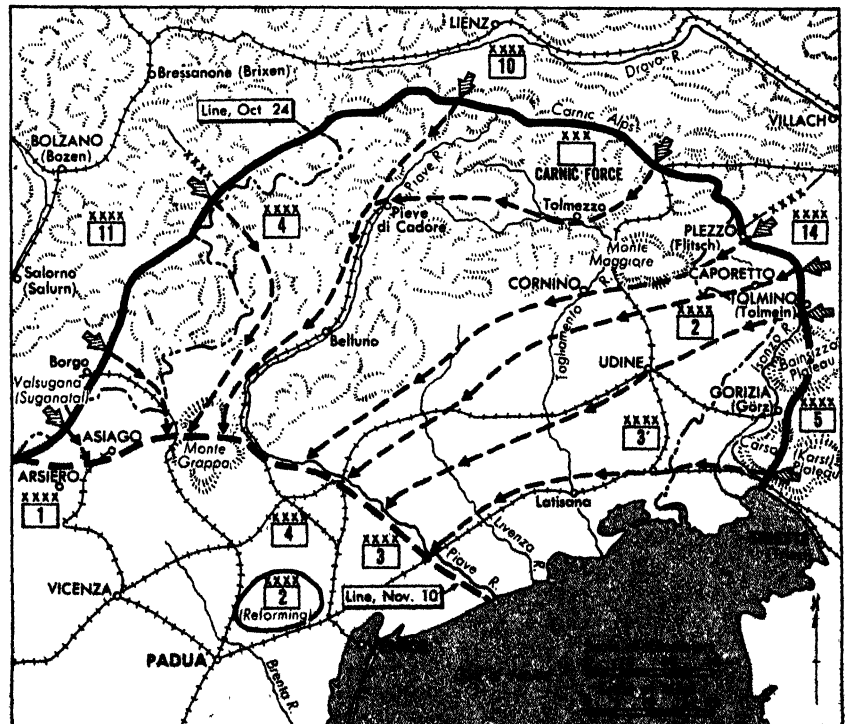 LIENZ
XXXX
10
Drava R.
Bressanone (Brixen)
VILLACH
Line, Oct 24
Carnic Alps
BOLZANO
(Bozen)
XXX
CARNIC FORCE
XXXXX
Piave R.
XXXX
4
Pieve
di Cadore
Tolmezzo
XXXX
XXXX
11
PLEZZO
(Flitsch)
XXXX
14
Monte
Maggiore
Salorno
(Salurn)
CORNINO
CAPORETTO
TOLMINO
(Tolmein)
XXXX
2
Belluno
Tagliamento R.
Isonzo R.
Bainsizza
Plateau
Borgo
Valsugana
(Suganatal)
UDINE
GORIZIA
(Görz)
XXXX
5
XXXX
3
ASIAGO
Monte
Grappa
Carso
Karst
Plateau
ARSIERO
XXXX
1
Latisana
XXXX
4
XXXX
3
Livenza R.
Piave R.
VICENZA
XXXX
2
(Reforming)
Line, Nov. 10
PADUA
Brenta R.
N